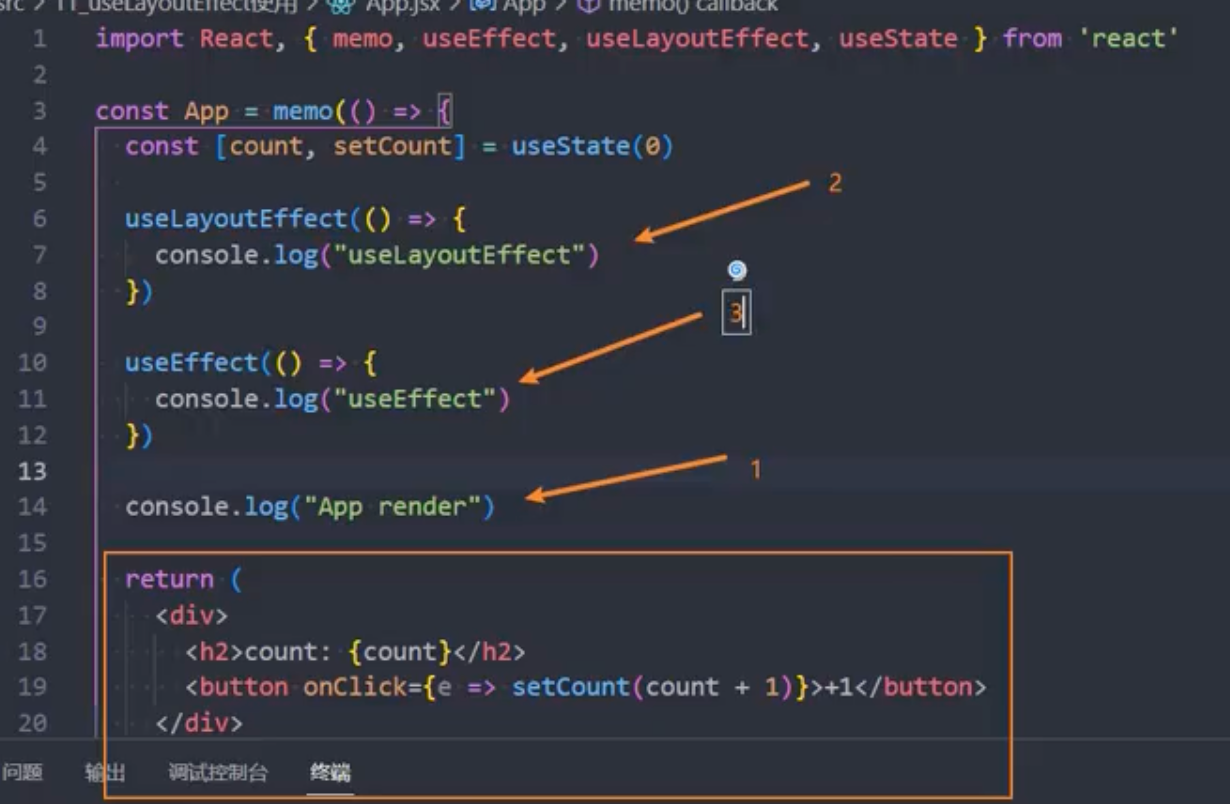 src > 11_useLayoutEffect使用 > App.jsx > App > memo() callback
1 import React, { memo, useEffect, useLayoutEffect, useState } from 'react'
2
3 const App = memo(() => {
4 const [count, setCount] = useState(0)
5
2
6 useLayoutEffect(() => {
7 console.log("useLayoutEffect")
8 })
3
9
10 useEffect(() => {
11 console.log("useEffect")
12 })
13
1
14 console.log("App render")
15
16 return (
17 <div>
18 <h2>count: {count}</h2>
19 <button onClick={e => setCount(count + 1)}>+1</button>
20 </div>
问题 输出 调试控制台 终端